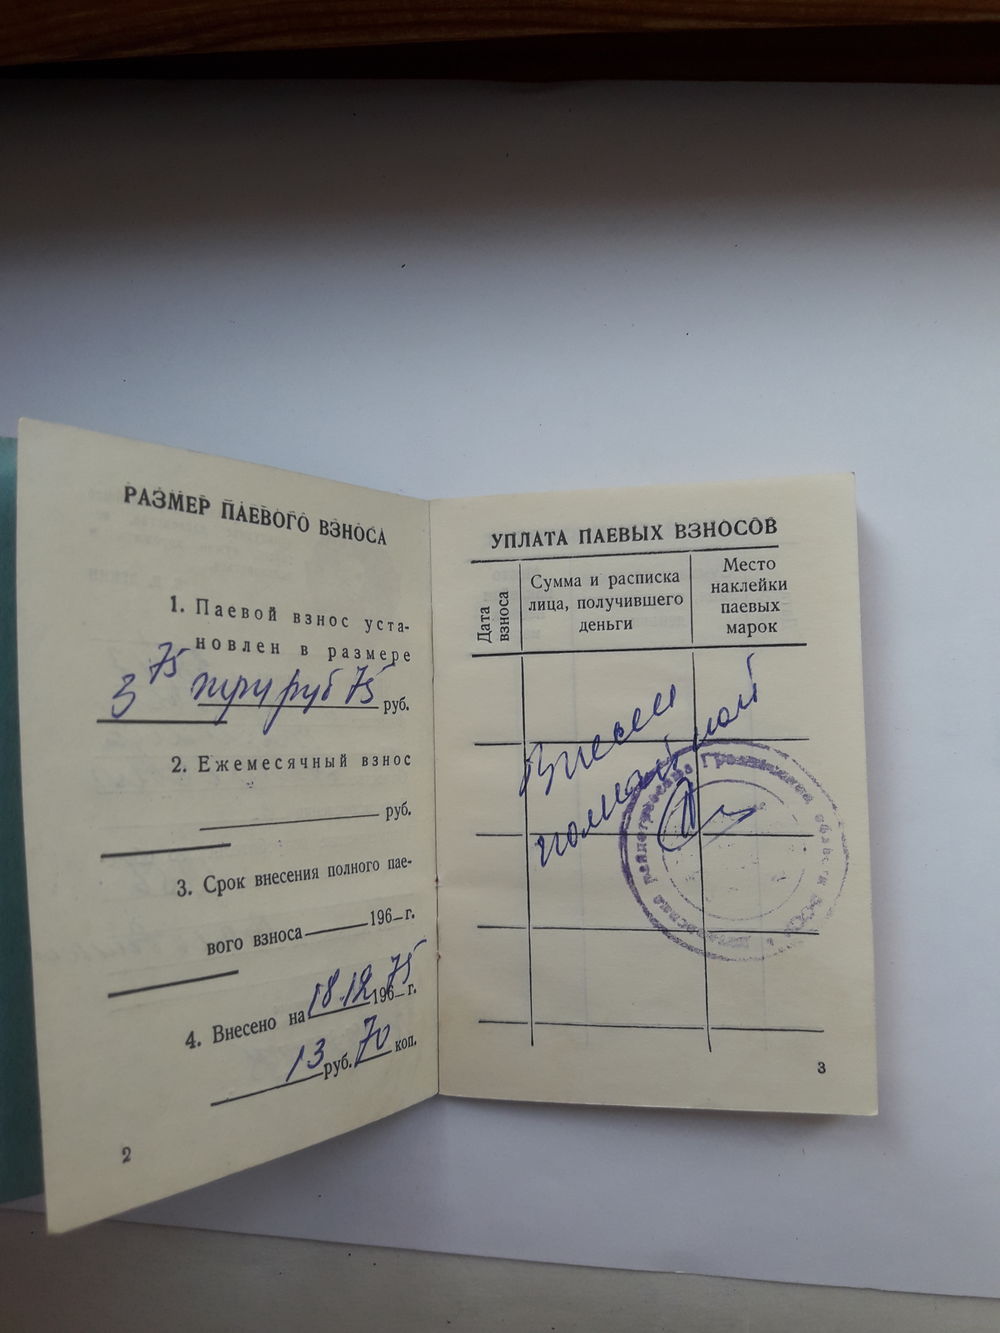 РАЗМЕР ПАЕВОГО ВЗНОСА
1. Паевой взнос уста-
новлен в размере
3 75 три руб 75 руб.
2. Ежемесячный взнос
руб.
3. Срок внесения полного пае-
вого взноса 196 г.
4. Внесено на 18.12.75 196 г.
13 руб. 70 коп.
2
УПЛАТА ПАЕВЫХ ВЗНОСОВ
Дата
взноса
Сумма и расписка
лица, получившего
деньги
Место
наклейки
паевых
марок
Внесен
пай
3